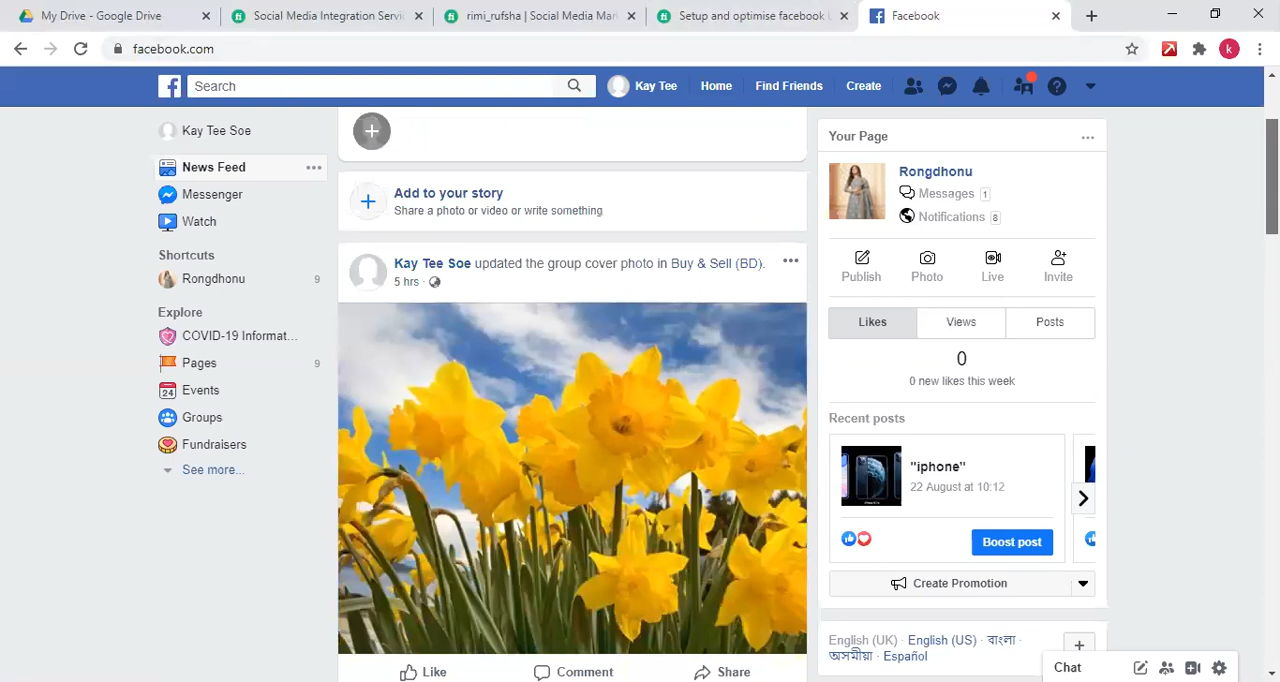 My Drive - Google Drive
Social Media Integration Servic
rimi_rufsha | Social Media Mar
Setup and optimise facebook
Facebook
facebook.com
k
Search
Kay Tee
Home
Find Friends
Create
Kay Tee Soe
News Feed
Messenger
Watch
Shortcuts
Rongdhonu 9
Explore
COVID-19 Informat...
Pages 9
24 Events
Groups
Fundraisers
See more...
Add to your story
Share a photo or video or write something
Kay Tee Soe updated the group cover photo in Buy & Sell (BD).
5 hrs ·
Like
Comment
Share
Your Page
Rongdhonu
Messages 1
Notifications 8
Publish
Photo
Live
Invite
Likes
Views
Posts
0
0 new likes this week
Recent posts
"iphone"
22 August at 10:12
Boost post
Create Promotion
English (UK) · English (US) · বাংলা ·
অসমীয়া · Español
Chat